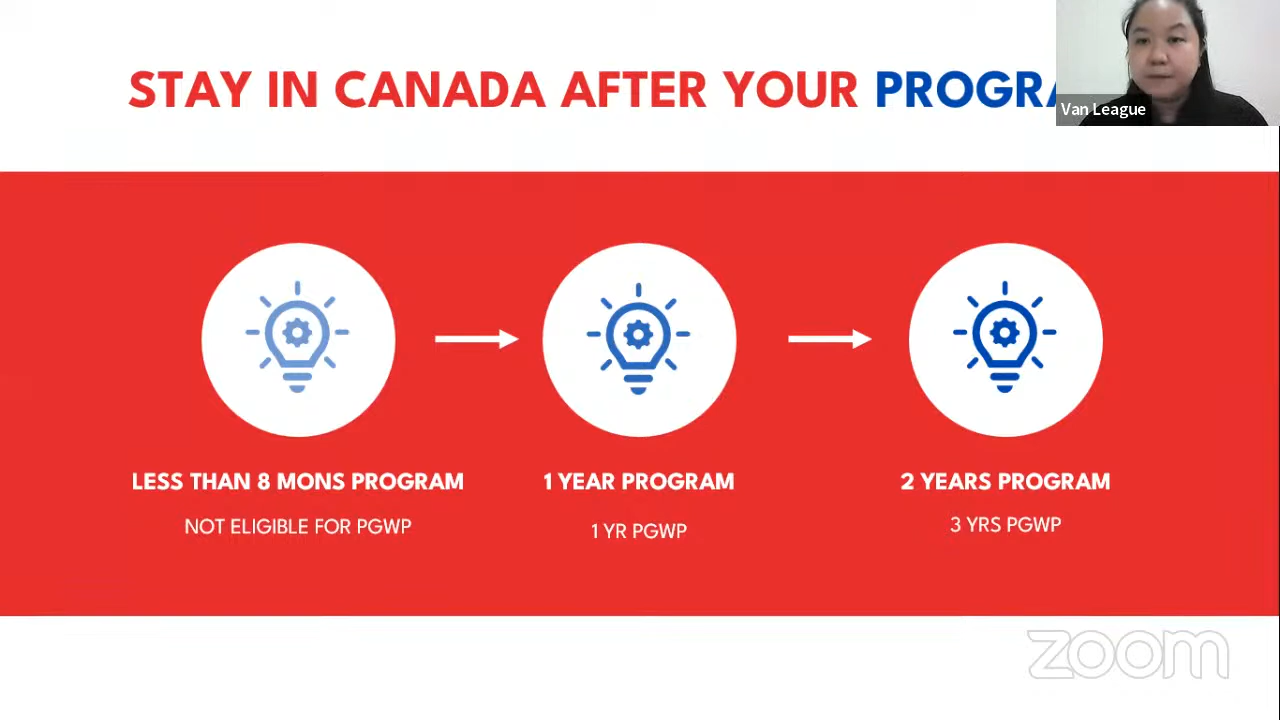 STAY IN CANADA AFTER YOUR
Van League
LESS THAN 8 MONS PROGRAM
NOT ELIGIBLE FOR PGWP
1 YEAR PROGRAM
1 YR PGWP
2 YEARS PROGRAM
3 YRS PGWP
zoom